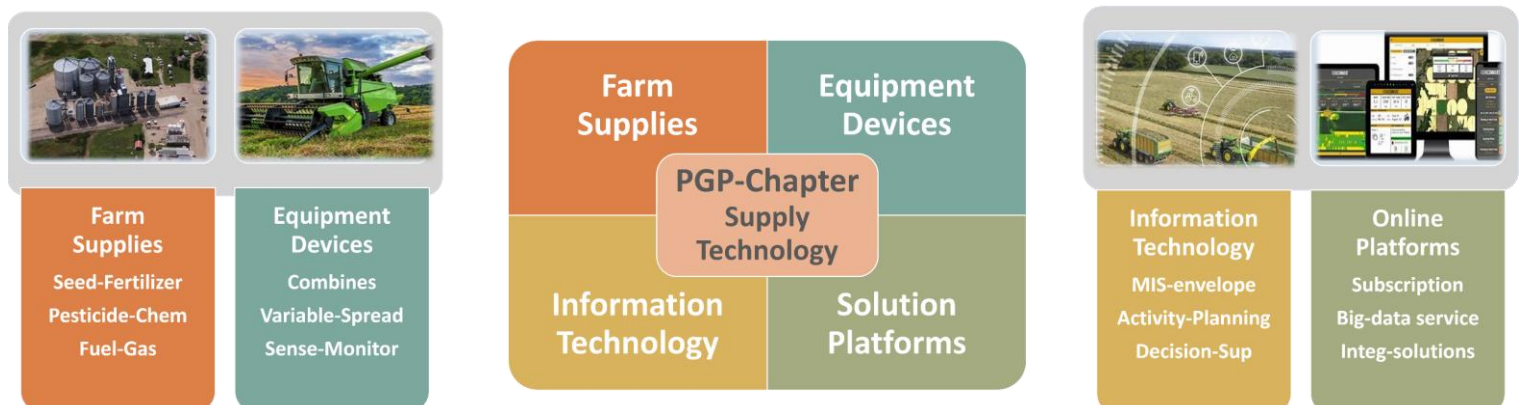 Farm
Supplies
Seed-Fertilizer
Pesticide-Chem
Fuel-Gas
Equipment
Devices
Combines
Variable-Spread
Sense-Monitor
Farm
Supplies
Equipment
Devices
PGP-Chapter
Supply
Technology
Information
Technology
Solution
Platforms
Information
Technology
MIS-envelope
Activity-Planning
Decision-Sup
Online
Platforms
Subscription
Big-data service
Integ-solutions